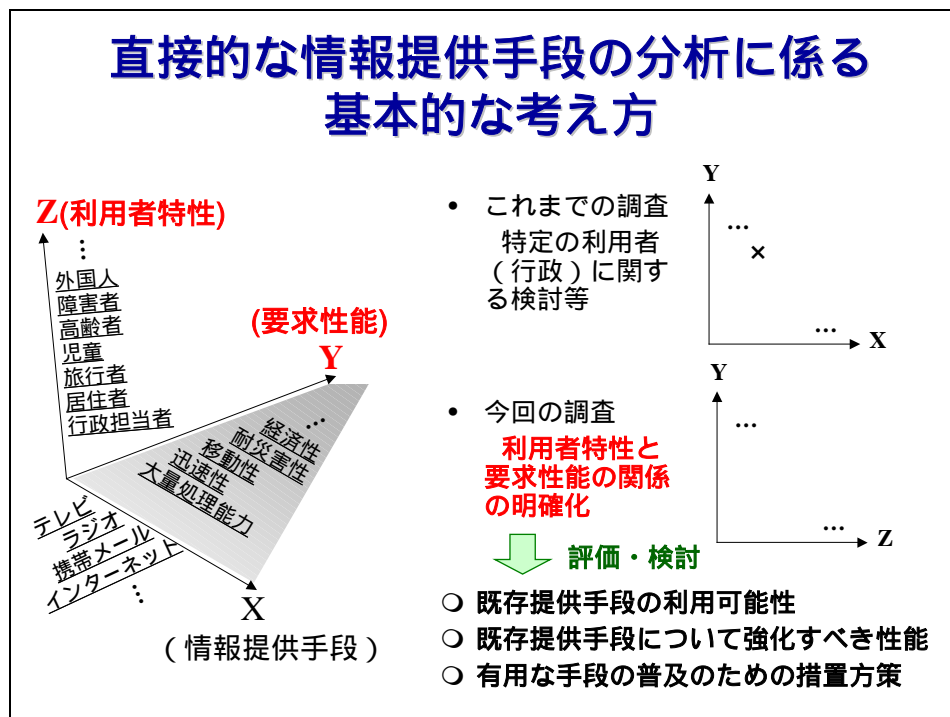 直接的な情報提供手段の分析に係る
基本的な考え方
Z(利用者特性)
…
外国人
障害者
高齢者
児童
旅行者
居住者
行政担当者
(要求性能)
Y
…
経済性
耐災害性
移動性
迅速性
大量処理能力
テレビ
ラジオ
携帯メール
インターネット
…
X
（情報提供手段）
• これまでの調査
特定の利用者
（行政）に関す
る検討等
Y
…
×
…
X
• 今回の調査
利用者特性と
要求性能の関係
の明確化
Y
…
…
Z
評価・検討
○ 既存提供手段の利用可能性
○ 既存提供手段について強化すべき性能
○ 有用な手段の普及のための措置方策